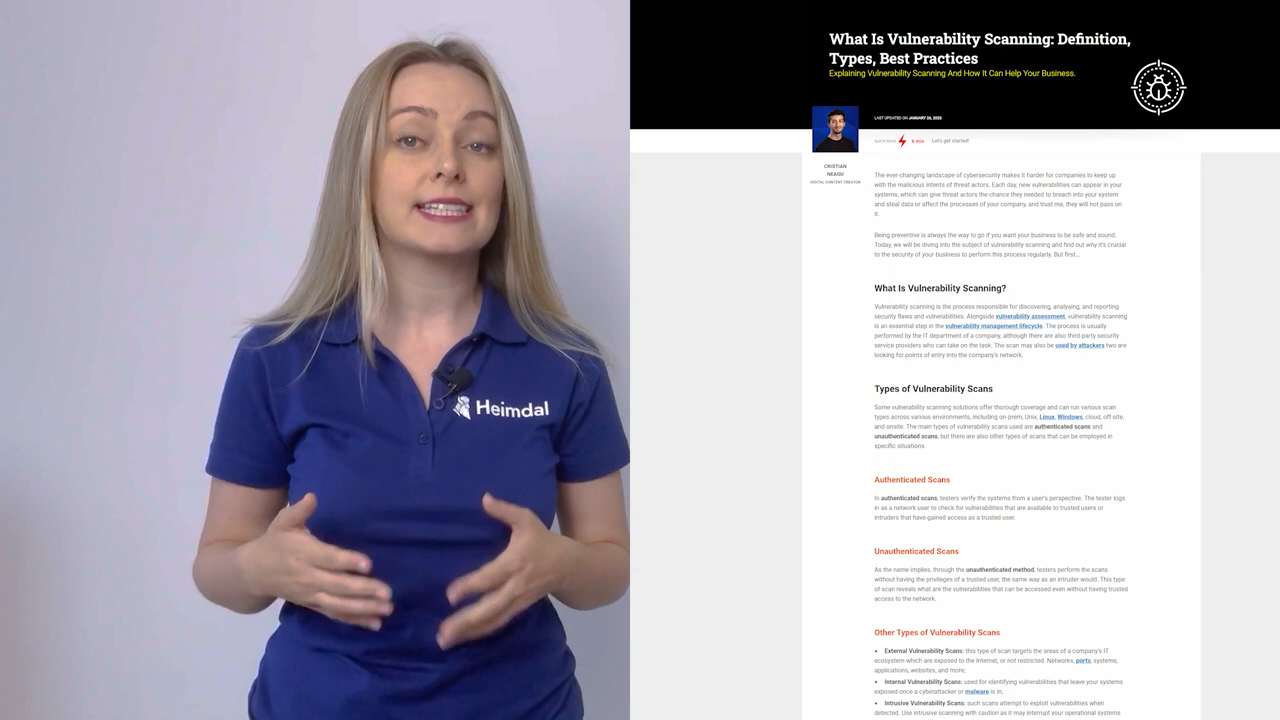 Heimdal
What Is Vulnerability Scanning: Definition,
Types, Best Practices
Explaining Vulnerability Scanning And How It Can Help Your Business.
LAST UPDATED ON JANUARY 20, 2023
QUICK READ 6 min Let's get started!
CRISTIAN
NEAGU
DIGITAL CONTENT CREATOR
The ever-changing landscape of cybersecurity makes it harder for companies to keep up
with the malicious intents of threat actors. Each day, new vulnerabilities can appear in your
systems, which can give threat actors the chance they needed to breach into your system
and steal data or affect the processes of your company, and trust me, they will not pass on
it.
Being preventive is always the way to go if you want your business to be safe and sound.
Today, we will be diving into the subject of vulnerability scanning and find out why it's crucial
to the security of your business to perform this process regularly. But first...
What Is Vulnerability Scanning?
Vulnerability scanning is the process responsible for discovering, analysing, and reporting
security flaws and vulnerabilities. Alongside vulnerability assessment, vulnerability scanning
is an essential step in the vulnerability management lifecycle. The process is usually
performed by the IT department of a company, although there are also third-party security
service providers who can take on the task. The scan may also be used by attackers two are
looking for points of entry into the company's network.
Types of Vulnerability Scans
Some vulnerability scanning solutions offer thorough coverage and can run various scan
types across various environments, including on-prem, Unix, Linux, Windows, cloud, off-site,
and onsite. The main types of vulnerability scans used are authenticated scans and
unauthenticated scans, but there are also other types of scans that can be employed in
specific situations.
Authenticated Scans
In authenticated scans, testers verify the systems from a user's perspective. The tester logs
in as a network user to check for vulnerabilities that are available to trusted users or
intruders that have gained access as a trusted user.
Unauthenticated Scans
As the name implies, through the unauthenticated method, testers perform the scans
without having the privileges of a trusted user, the same way as an intruder would. This type
of scan reveals what are the vulnerabilities that can be accessed even without having trusted
access to the network.
Other Types of Vulnerability Scans
• External Vulnerability Scans: this type of scan targets the areas of a company's IT
ecosystem which are exposed to the Internet, or not restricted. Networks, ports, systems,
applications, websites, and more;
• Internal Vulnerability Scans: used for identifying vulnerabilities that leave your systems
exposed once a cyberattacker or malware is in;
• Intrusive Vulnerability Scans: such scans attempt to exploit vulnerabilities when
detected. Use intrusive scanning with caution as it may interrupt your operational systems